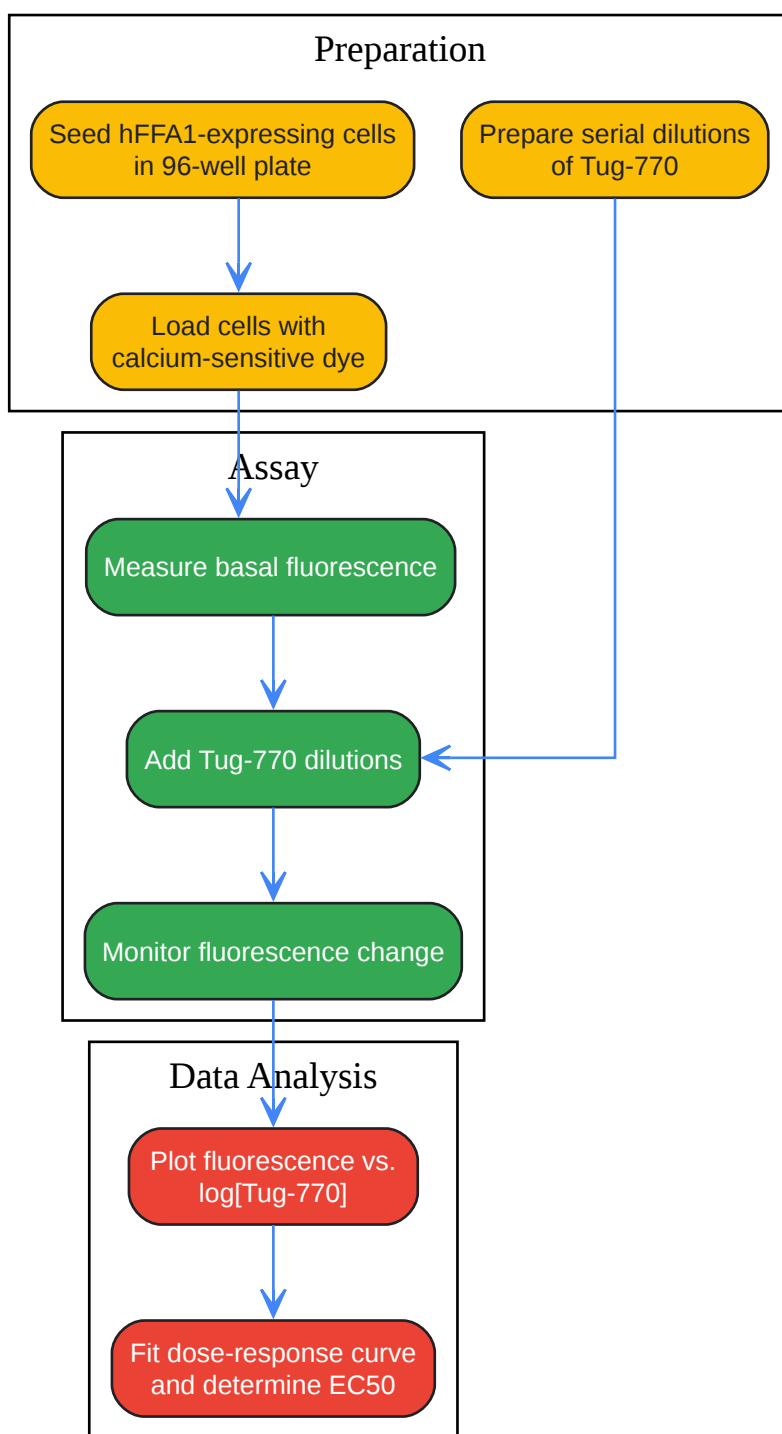 Preparation
Seed hFFA1-expressing cells
in 96-well plate
Prepare serial dilutions
of Tug-770
Load cells with
calcium-sensitive dye
Assay
Measure basal fluorescence
Add Tug-770 dilutions
Monitor fluorescence change
Data Analysis
Plot fluorescence vs.
log[Tug-770]
Fit dose-response curve
and determine EC50